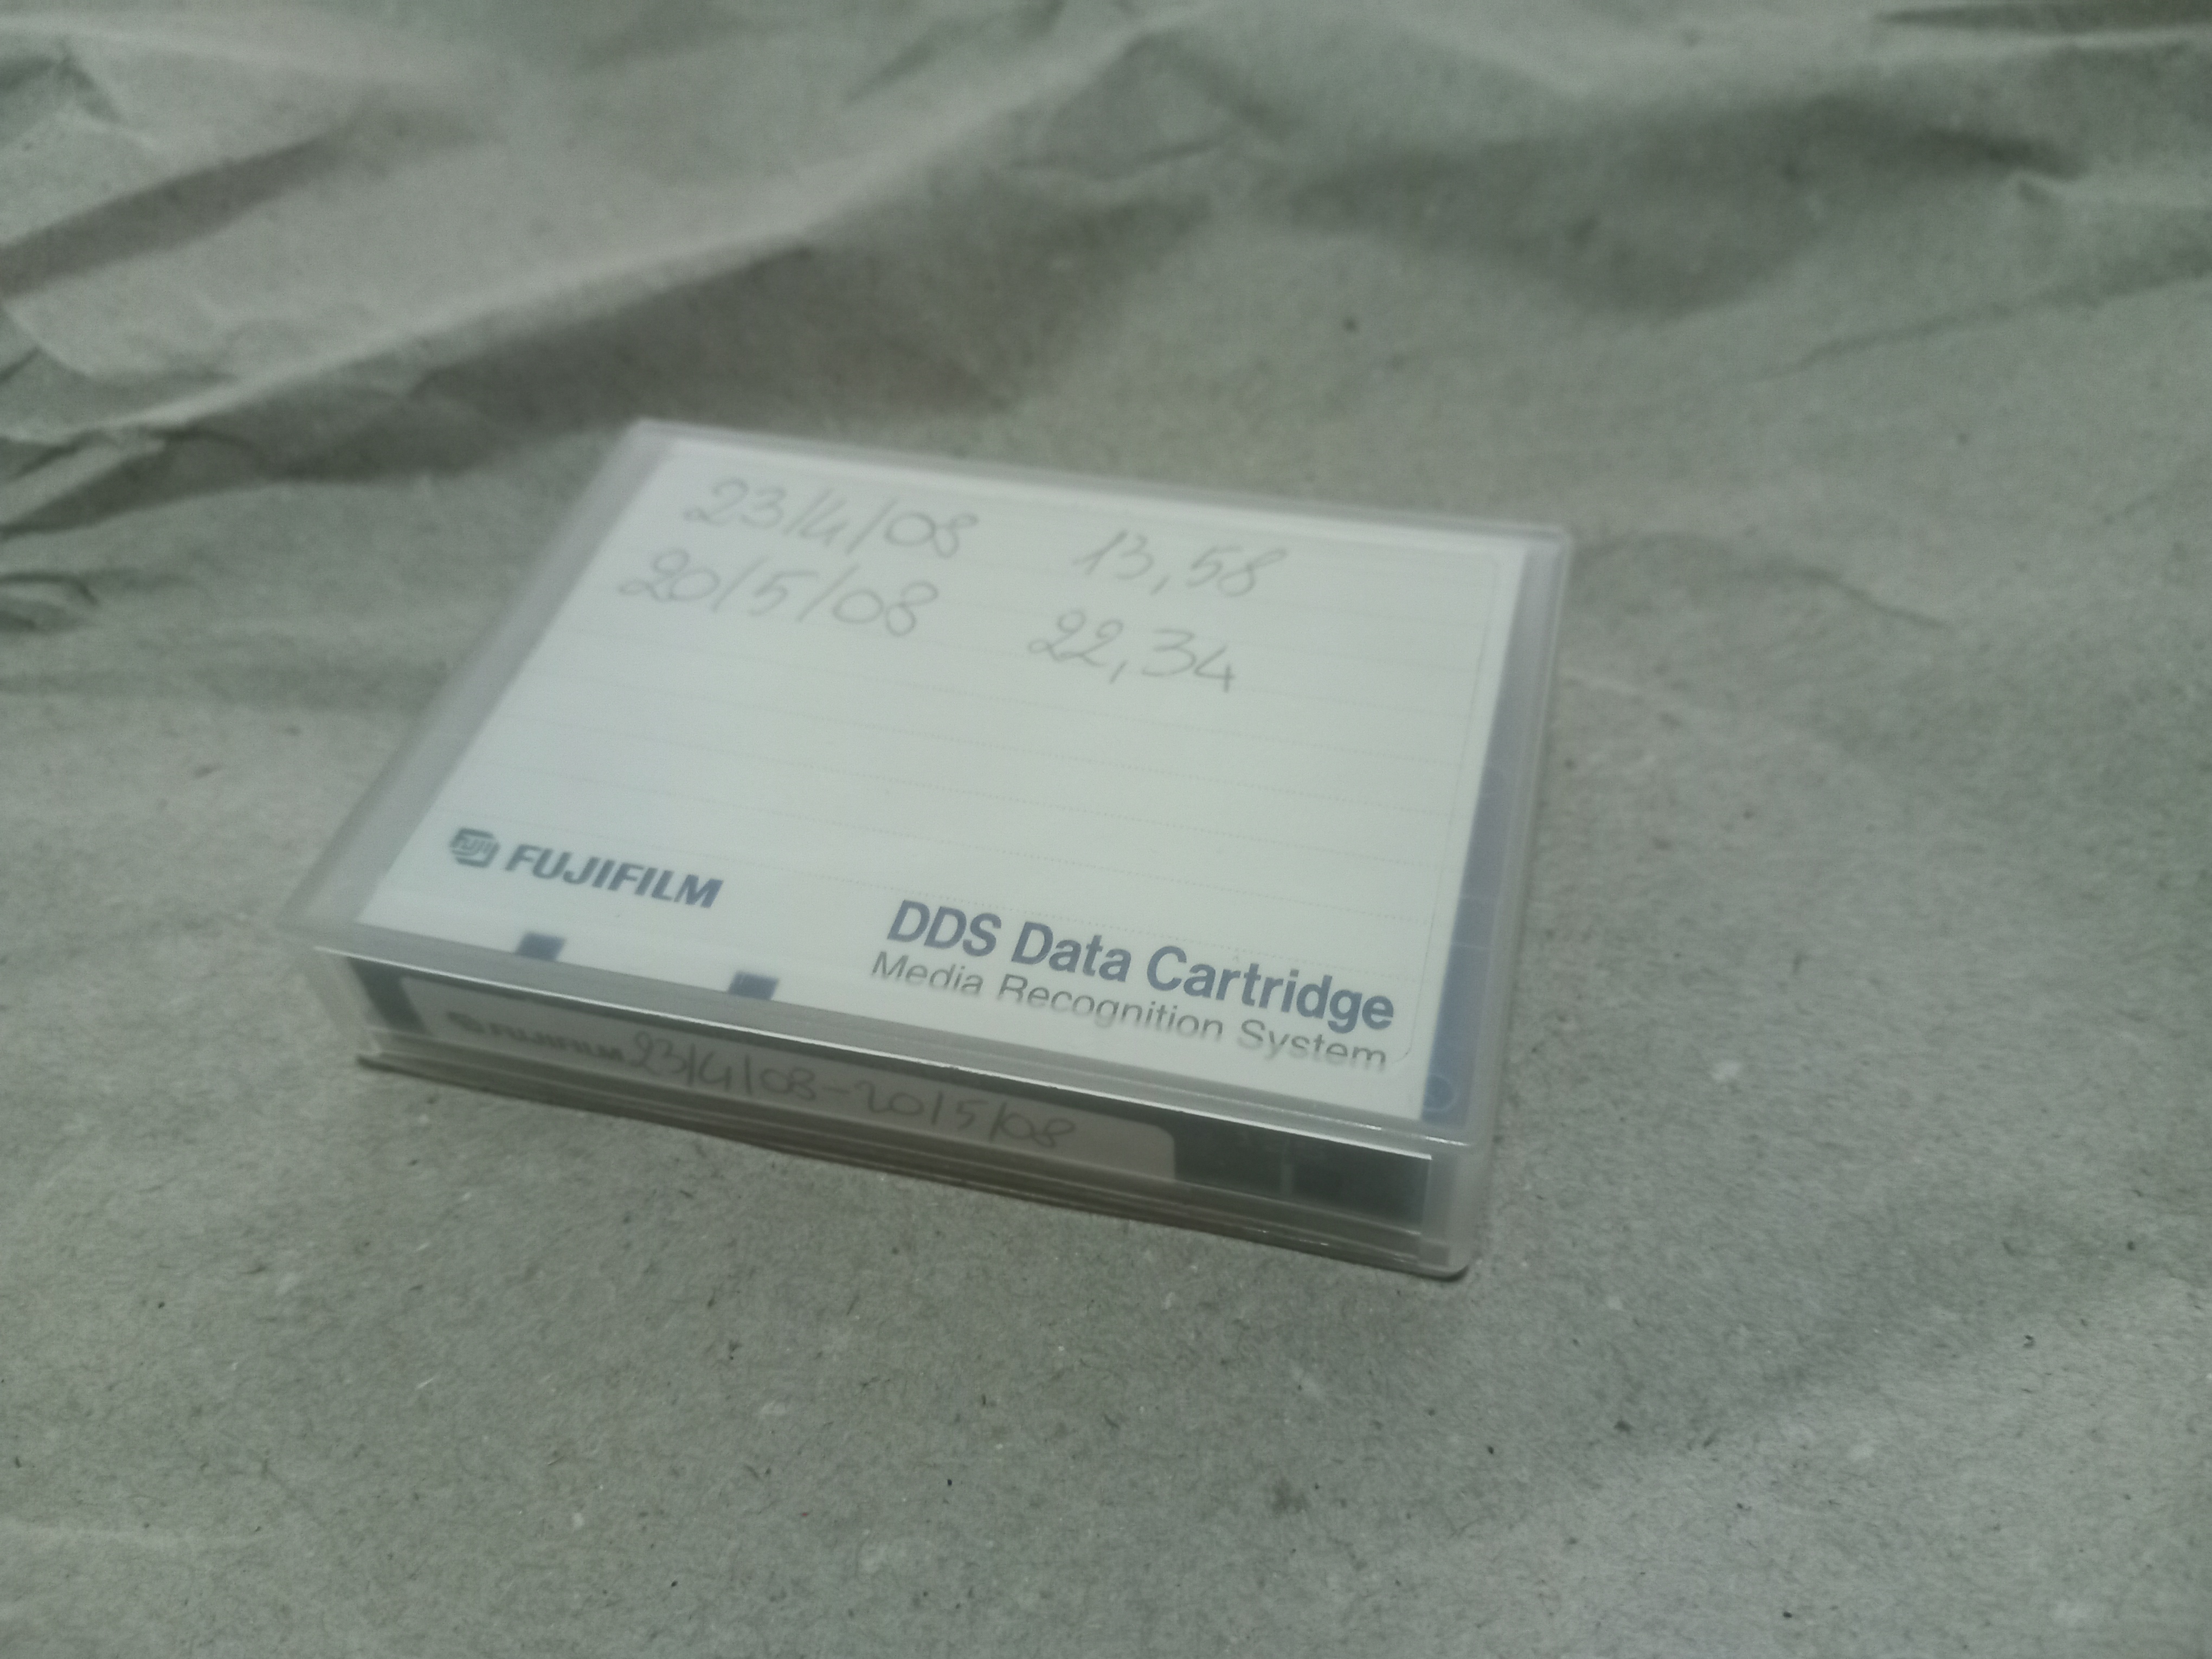 23/4/08 13,58
20/5/08 22,34
FUJI FUJIFILM
DDS Data Cartridge
Media Recognition System
FUJIFILM 23/4/08-20/5/08